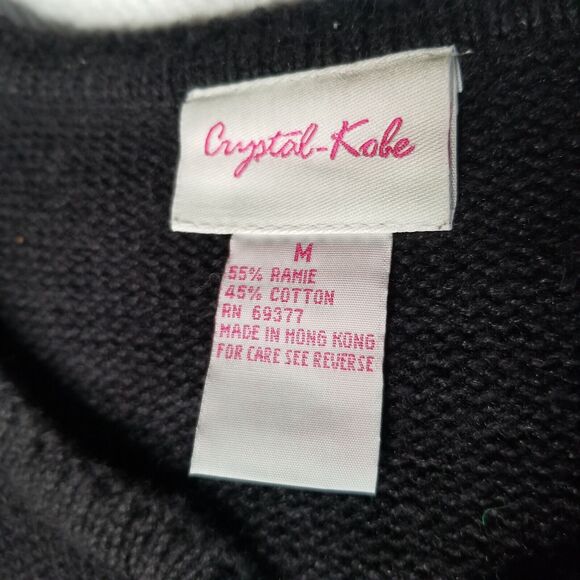 Crystal-Kobe
M
55% RAMIE
45% COTTON
RN 69377
MADE IN HONG KONG
FOR CARE SEE REVERSE